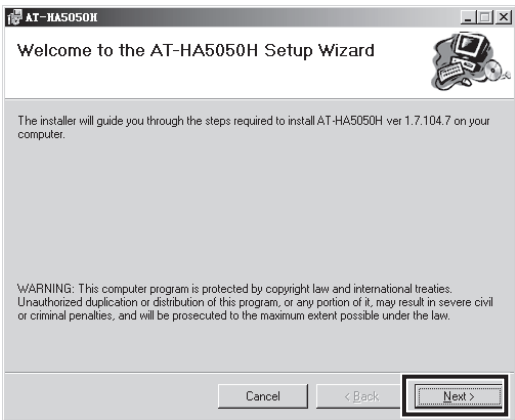 AT-HA5050H
Welcome to the AT-HA5050H Setup Wizard
The installer will guide you through the steps required to install AT-HA5050H ver 1.7.104.7 on your
computer.
WARNING: This computer program is protected by copyright law and international treaties.
Unauthorized duplication or distribution of this program, or any portion of it, may result in severe civil
or criminal penalties, and will be prosecuted to the maximum extent possible under the law.
Cancel < Back Next >